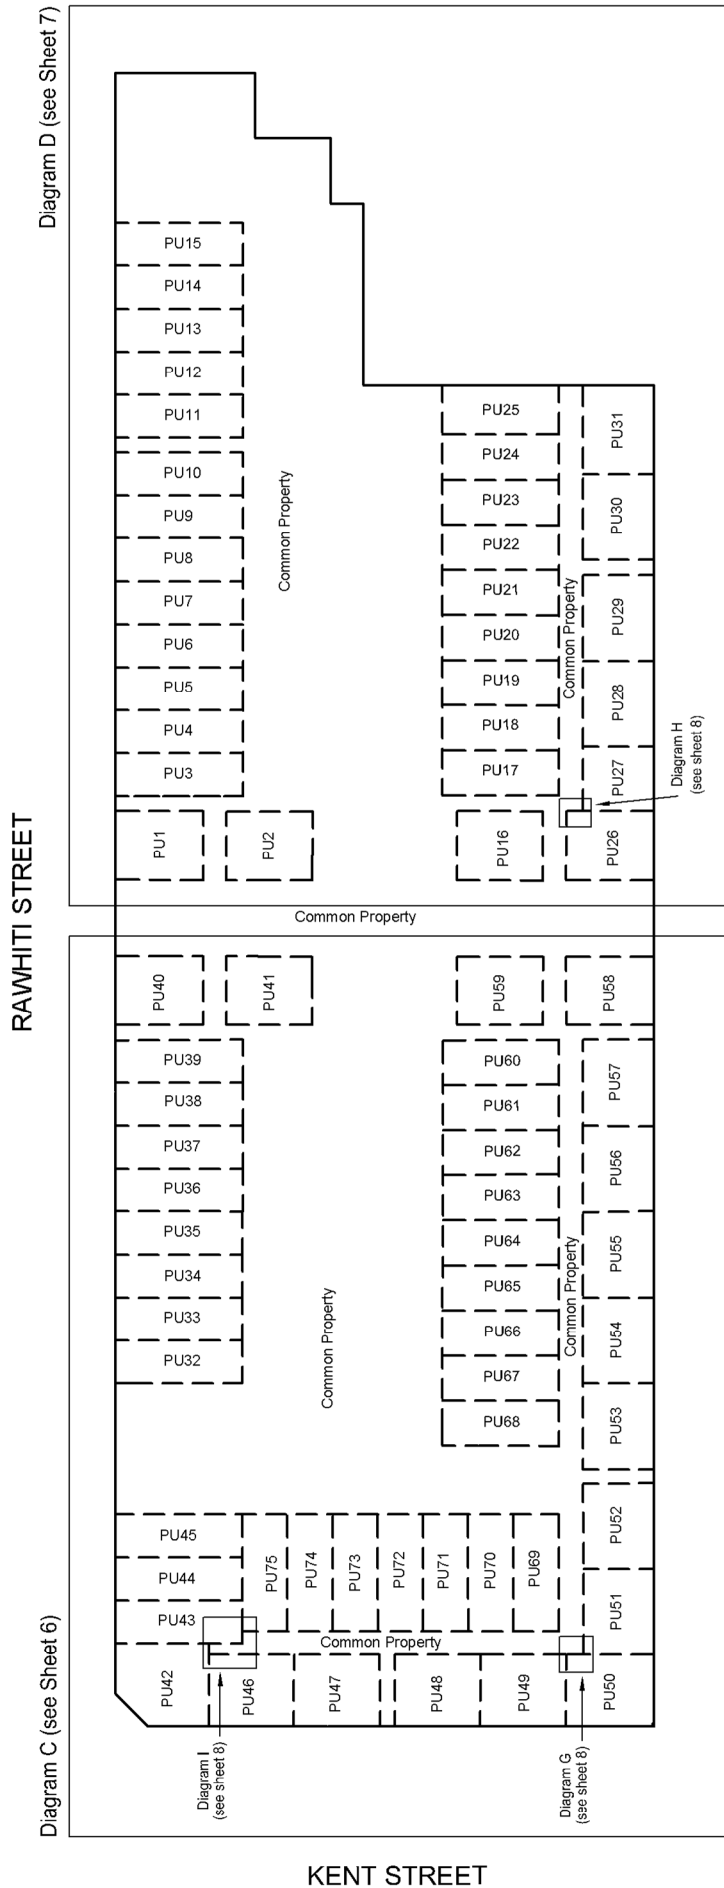 Diagram D (see Sheet 7)
PU15
PU14
PU13
PU12
PU11
PU10
PU9
PU8
PU7
PU6
PU5
PU4
PU3
PU1
PU2
Common Property
PU25
PU24
PU23
PU22
PU21
PU20
PU19
PU18
PU17
PU16
Common Property
PU31
PU30
PU29
PU28
PU27
PU26
Diagram H
(see sheet 8)
RAWHITI STREET
Common Property
PU40
PU41
PU59
PU58
PU39
PU38
PU37
PU36
PU35
PU34
PU33
PU32
Common Property
PU60
PU61
PU62
PU63
PU64
PU65
PU66
PU67
PU68
Common Property
PU57
PU56
PU55
PU54
PU53
PU52
PU51
PU45
PU44
PU43
PU75
PU74
PU73
PU72
PU71
PU70
PU69
Common Property
PU42
PU46
PU47
PU48
PU49
PU50
Diagram I
(see sheet 8)
Diagram G
(see sheet 8)
Diagram C (see Sheet 6)
KENT STREET